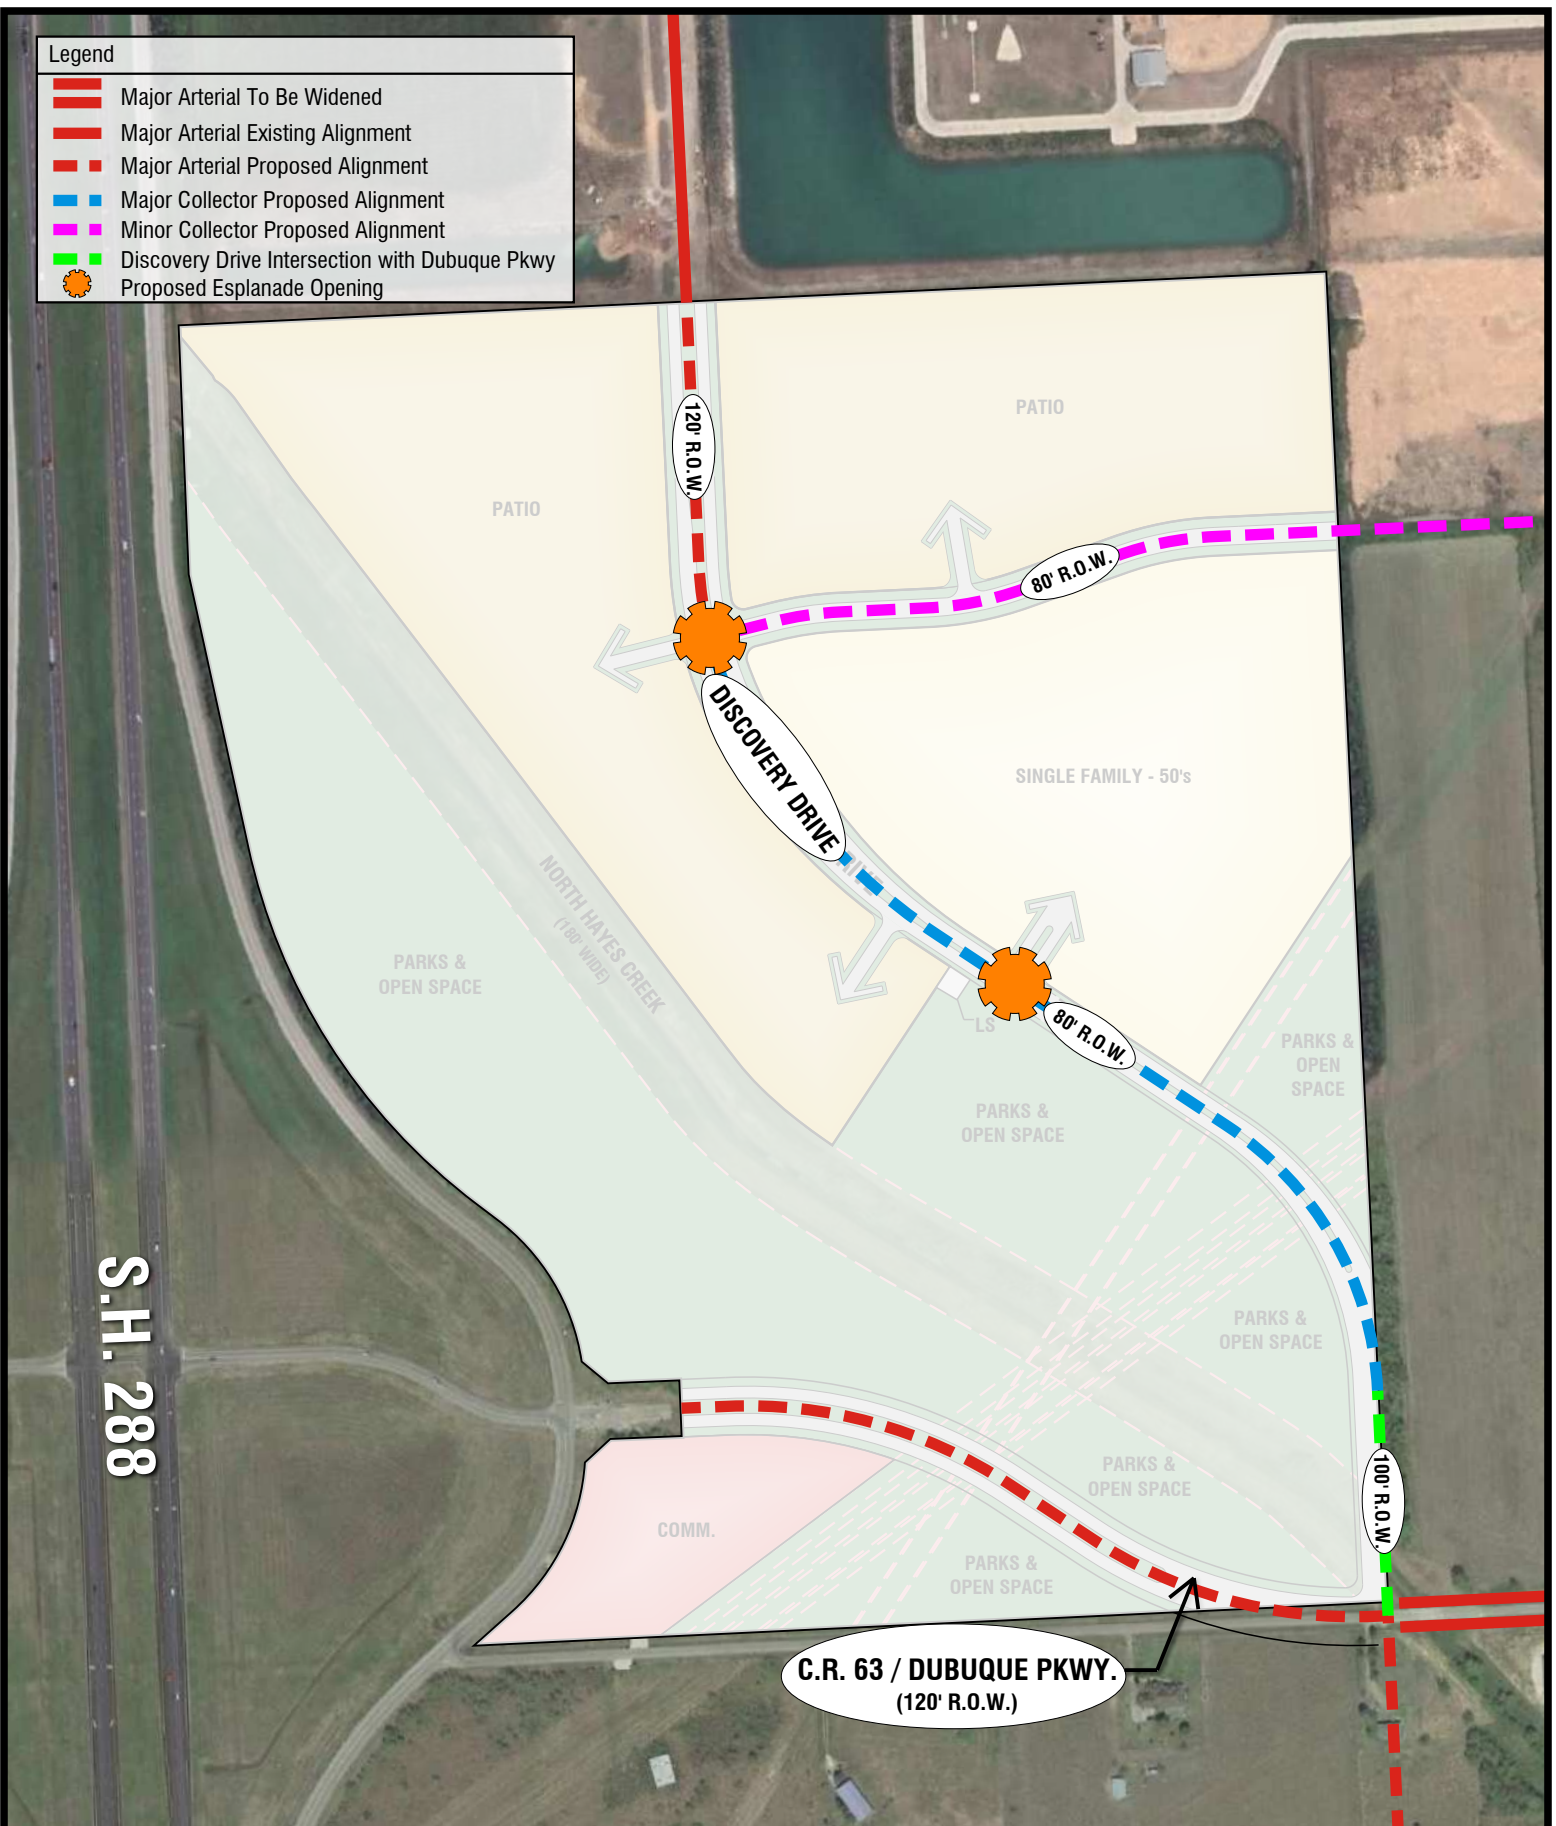 Legend
Major Arterial To Be Widened
Major Arterial Existing Alignment
Major Arterial Proposed Alignment
Major Collector Proposed Alignment
Minor Collector Proposed Alignment
Discovery Drive Intersection with Dubuque Pkwy
Proposed Esplanade Opening
120' R.O.W.
PATIO
PATIO
80' R.O.W.
DISCOVERY DRIVE
SINGLE FAMILY - 50's
NORTH HAYES CREEK
(180' WIDE)
PARKS &
OPEN SPACE
LS
80' R.O.W.
PARKS &
OPEN
SPACE
PARKS &
OPEN SPACE
S.H. 288
PARKS &
OPEN SPACE
PARKS &
OPEN SPACE
100' R.O.W.
COMM.
PARKS &
OPEN SPACE
C.R. 63 / DUBUQUE PKWY.
(120' R.O.W.)